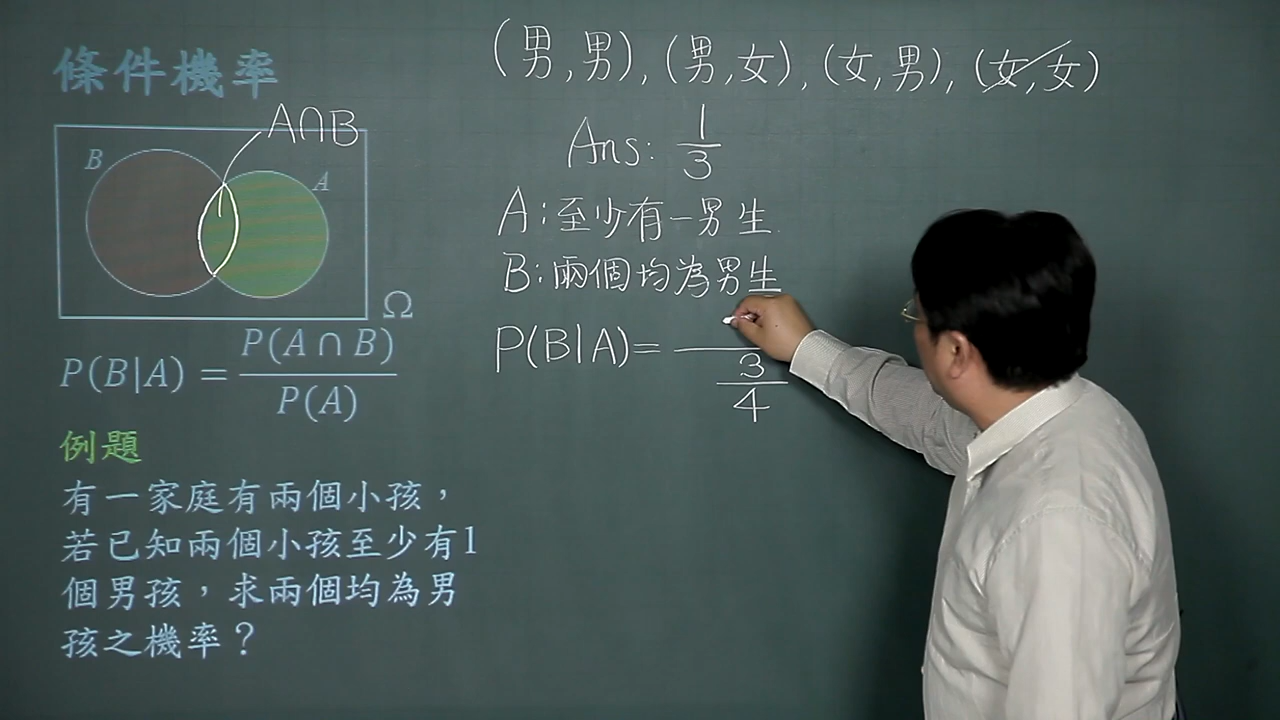 條件機率
A∩B
B
A
Ω
P(B|A) = P(A ∩ B) / P(A)
例題
有一家庭有兩個小孩，
若已知兩個小孩至少有1
個男孩，求兩個均為男
孩之機率？
(男,男),(男,女),(女,男),(女,女)
Ans: 1/3
A:至少有一男生
B:兩個均為男生
P(B|A)=
3/4